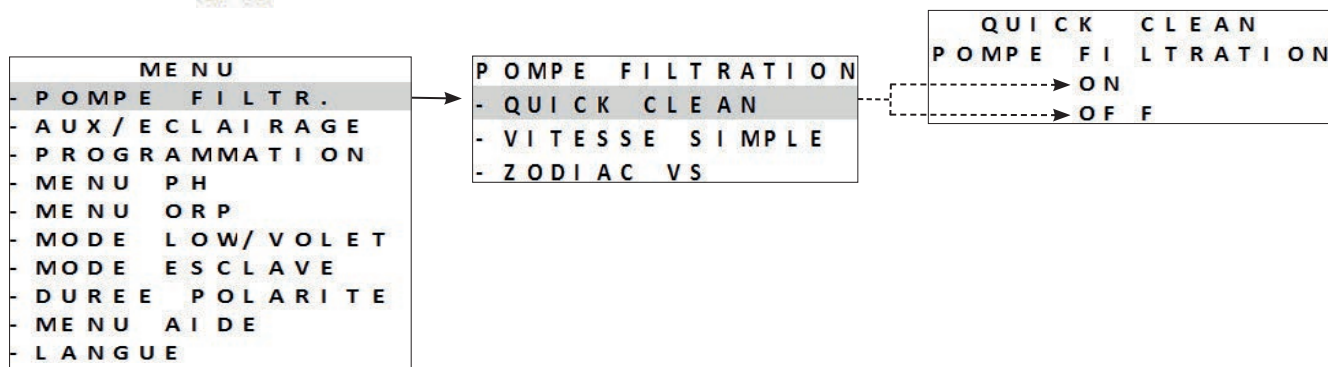 MENU
- POMPE FILTR.
- AUX/ECLAIRAGE
- PROGRAMMATION
- MENU PH
- MENU ORP
- MODE LOW/VOLET
- MODE ESCLAVE
- DUREE POLARITE
- MENU AIDE
- LANGUE
POMPE FILTRATION
- QUICK CLEAN
- VITESSE SIMPLE
- ZODIAC VS
QUICK CLEAN
POMPE FILTRATION
ON
OFF